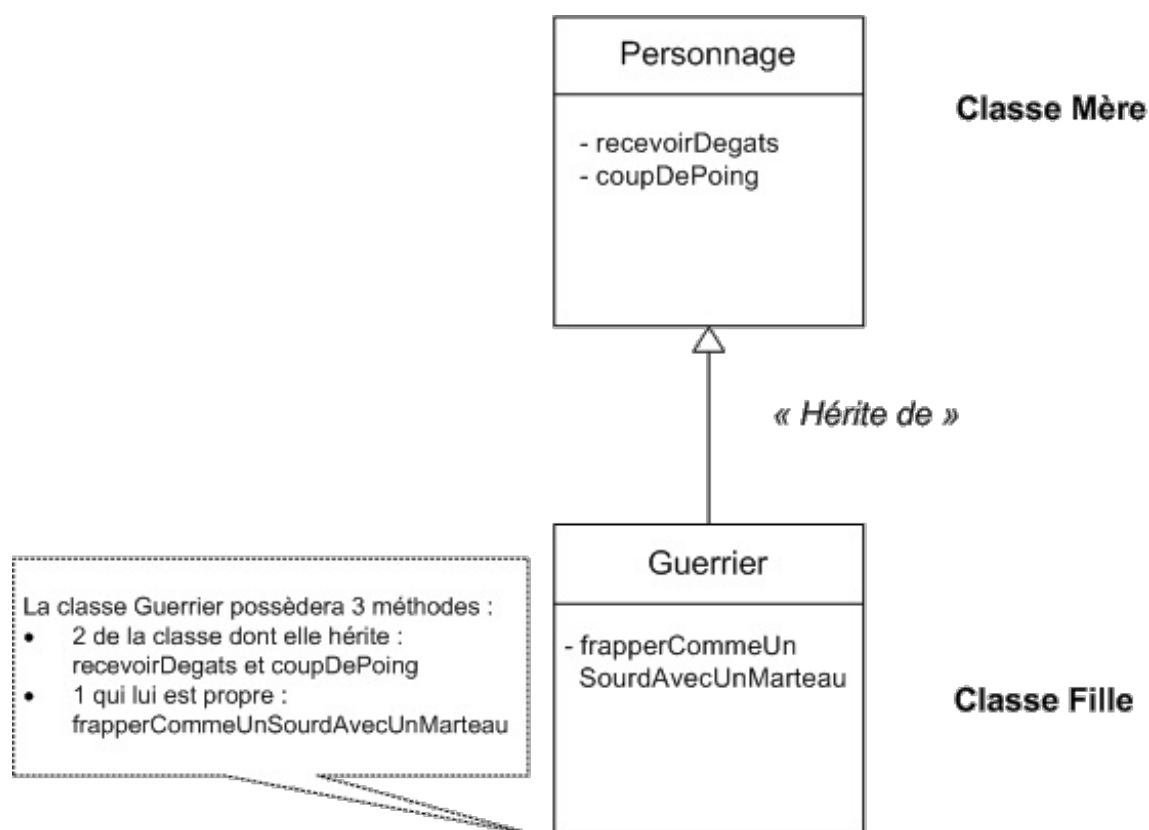 Personnage
Classe Mère
- recevoirDegats
- coupDePoing
« Hérite de »
Guerrier
La classe Guerrier possèdera 3 méthodes :
• 2 de la classe dont elle hérite :
recevoirDegats et coupDePoing
• 1 qui lui est propre :
frapperCommeUnSourdAvecUnMarteau
- frapperCommeUn
SourdAvecUnMarteau
Classe Fille